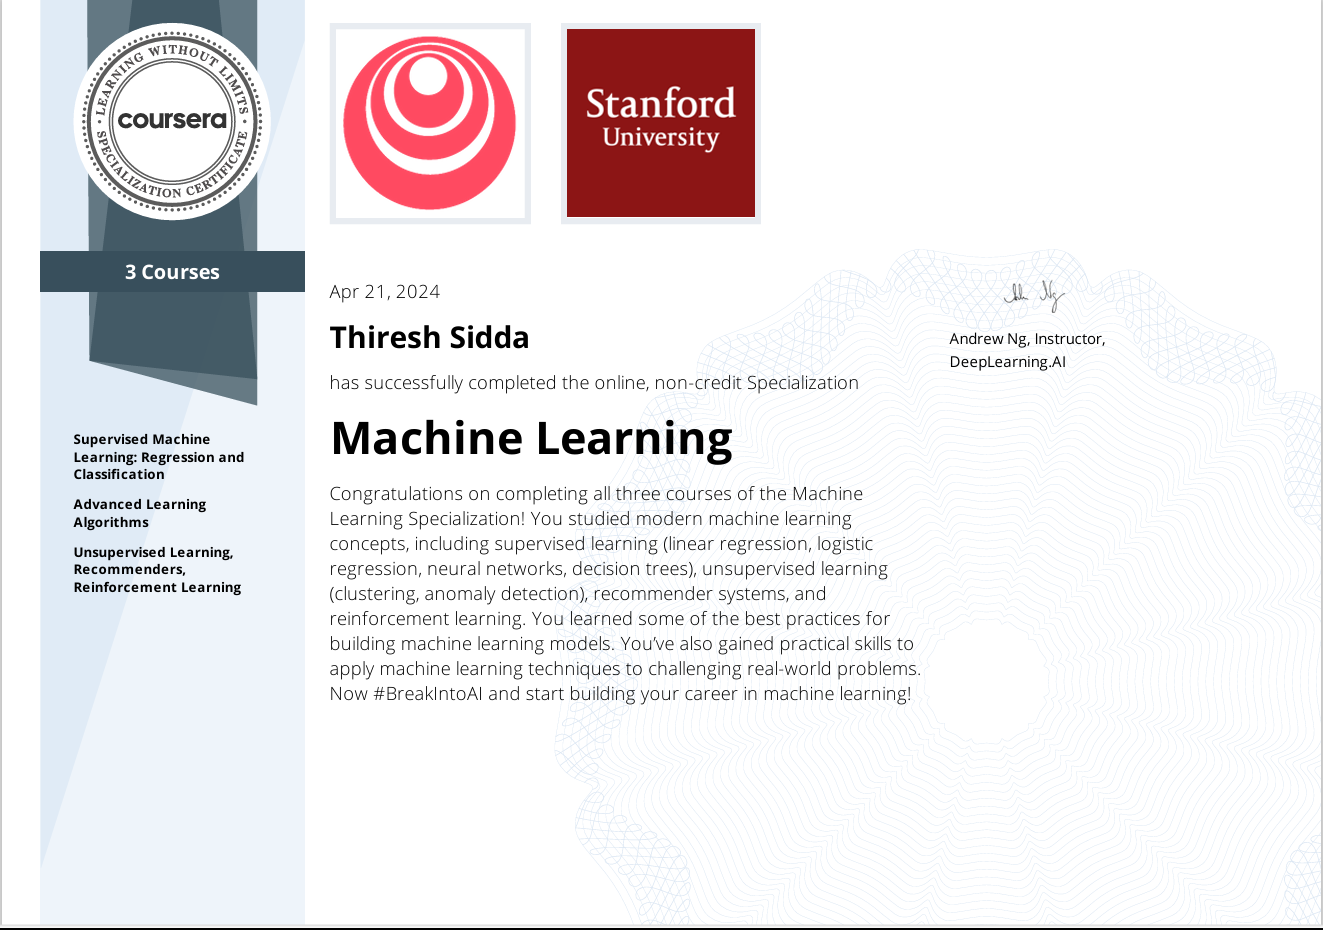 LEARNING WITHOUT LIMITS
coursera
SPECIALIZATION CERTIFICATE
3 Courses
Supervised Machine
Learning: Regression and
Classification
Advanced Learning
Algorithms
Unsupervised Learning,
Recommenders,
Reinforcement Learning
Stanford
University
Apr 21, 2024
Thiresh Sidda
has successfully completed the online, non-credit Specialization
Machine Learning
Congratulations on completing all three courses of the Machine
Learning Specialization! You studied modern machine learning
concepts, including supervised learning (linear regression, logistic
regression, neural networks, decision trees), unsupervised learning
(clustering, anomaly detection), recommender systems, and
reinforcement learning. You learned some of the best practices for
building machine learning models. You’ve also gained practical skills to
apply machine learning techniques to challenging real-world problems.
Now #BreakIntoAI and start building your career in machine learning!
Andrew Ng, Instructor,
DeepLearning.AI